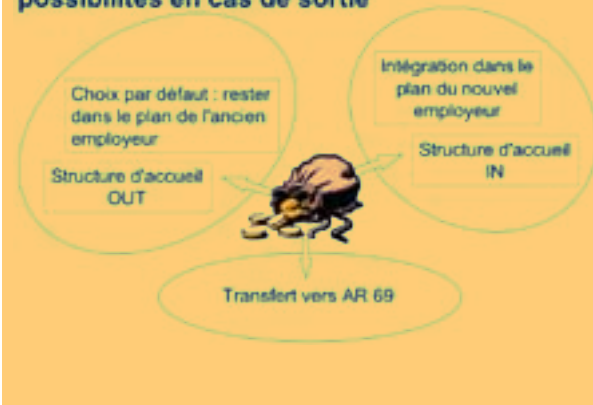 possibilités en cas de sortie
Choix par défaut : rester
dans le plan de l'ancien
employeur
Structure d'accueil
OUT
Intégration dans le
plan du nouvel
employeur
Structure d'accueil
IN
Transfert vers AR 69